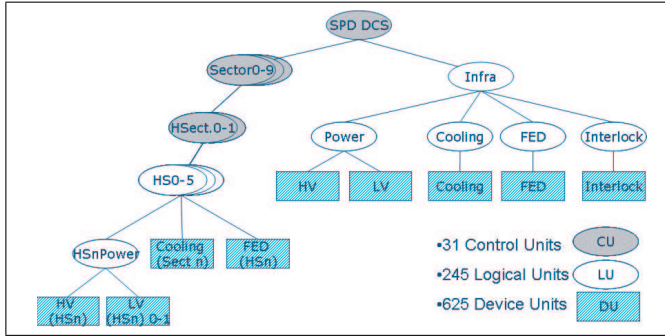 SPD DCS
Sector0-9
Infra
HSect.0-1
Power
Cooling
FED
Interlock
HS0-5
HV
LV
Cooling
FED
Interlock
HSnPower
Cooling
(Sect n)
FED
(HSn)
HV
(HSn)
LV
(HSn) 0-1
•31 Control Units
CU
•245 Logical Units
LU
•625 Device Units
DU